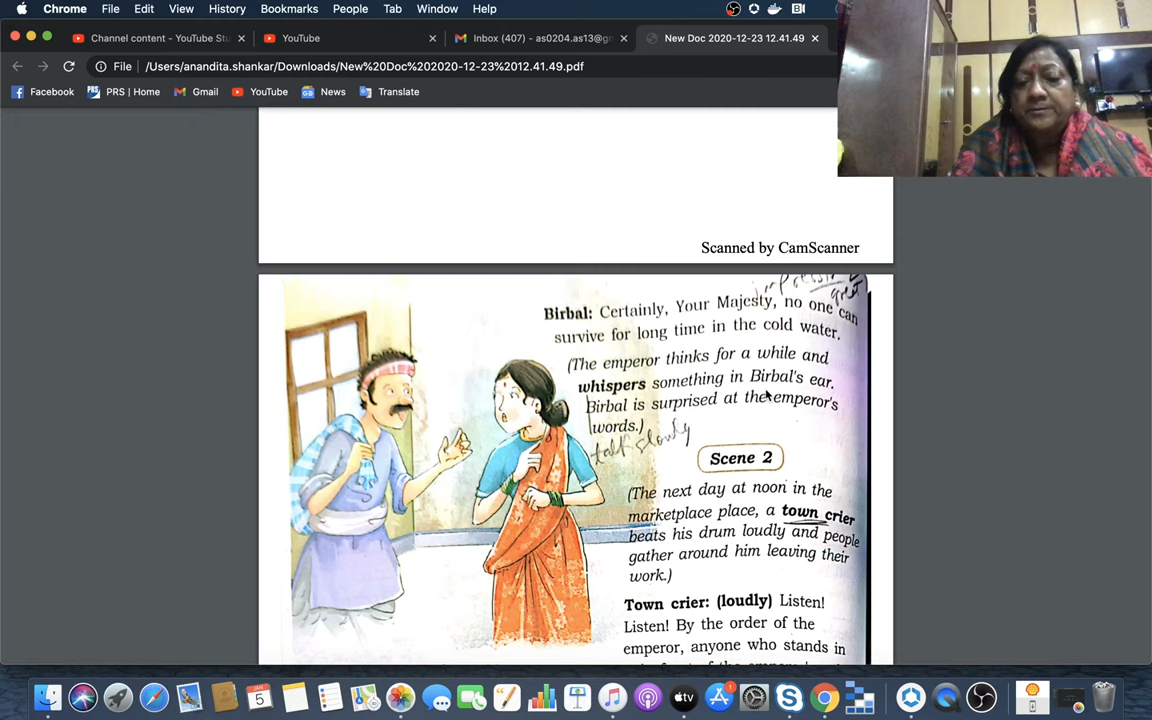 Chrome File Edit View History Bookmarks People Tab Window Help
Channel content - YouTube Stu
YouTube
Inbox (407) - as0204.as13@gm
New Doc 2020-12-23 12.41.49
File /Users/anandita.shankar/Downloads/New%20Doc%202020-12-23%2012.41.49.pdf
Facebook PRS | Home Gmail YouTube News Translate
Scanned by CamScanner
great
Birbal: Certainly, Your Majesty, no one can
survive for long time in the cold water.
(The emperor thinks for a while and
whispers something in Birbal's ear.
Birbal is surprised at the emperor's
words.)
talk slowly
Scene 2
(The next day at noon in the
marketplace place, a town crier
beats his drum loudly and people
gather around him leaving their
work.)
Town crier: (loudly) Listen!
Listen! By the order of the
emperor, anyone who stands in
JAN
5
tv
1